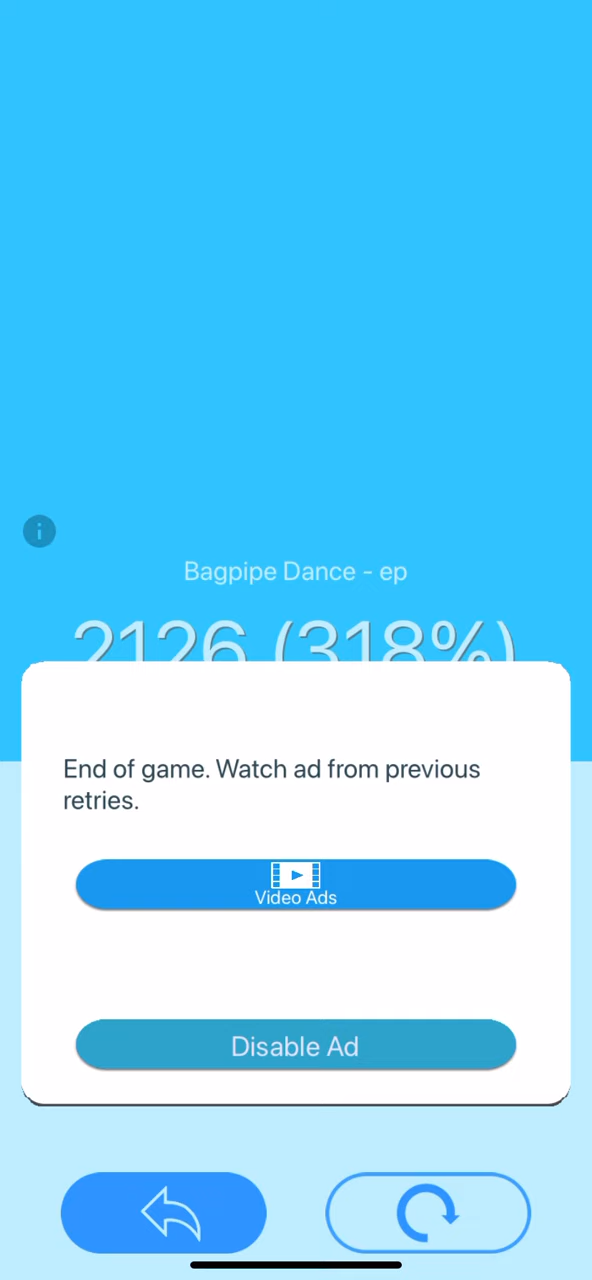 i
Bagpipe Dance - ep
2126 (318%)
End of game. Watch ad from previous
retries.
Video Ads
Disable Ad